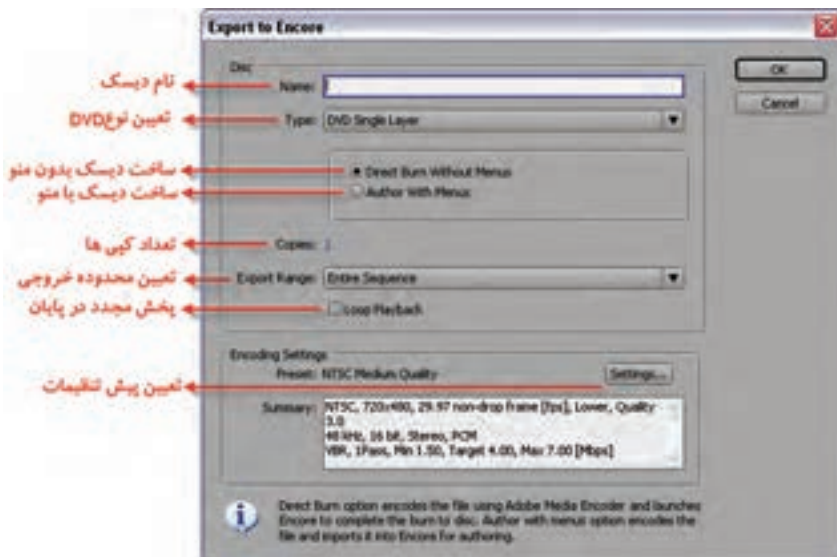 Export to Encore
Disc
نام دیسک
Name:
OK
تعیین نوع DVD
Type: DVD Single Layer
Cancel
ساخت دیسک بدون منو
Direct Burn Without Menus
ساخت دیسک با منو
Author With Menus
تعداد کپی ها
Copies: 1
تعیین محدوده خروجی
Export Range: Entire Sequence
پخش مجدد در پایان
Loop Playback
Encoding Settings
Preset: NTSC Medium Quality
Settings...
تعیین پیش تنظیمات
Summary: NTSC, 720x480, 29.97 non-drop frame [fps], Lower, Quality
3.0
48 kHz, 16 bit, Stereo, PCM
VBR, 1Pass, Min 1.50, Target 4.00, Max 7.00 [Mbps]
Direct Burn option encodes the file using Adobe Media Encoder and launches
Encore to complete the burn to disc. Author with menus option encodes the
file and imports it into Encore for authoring.